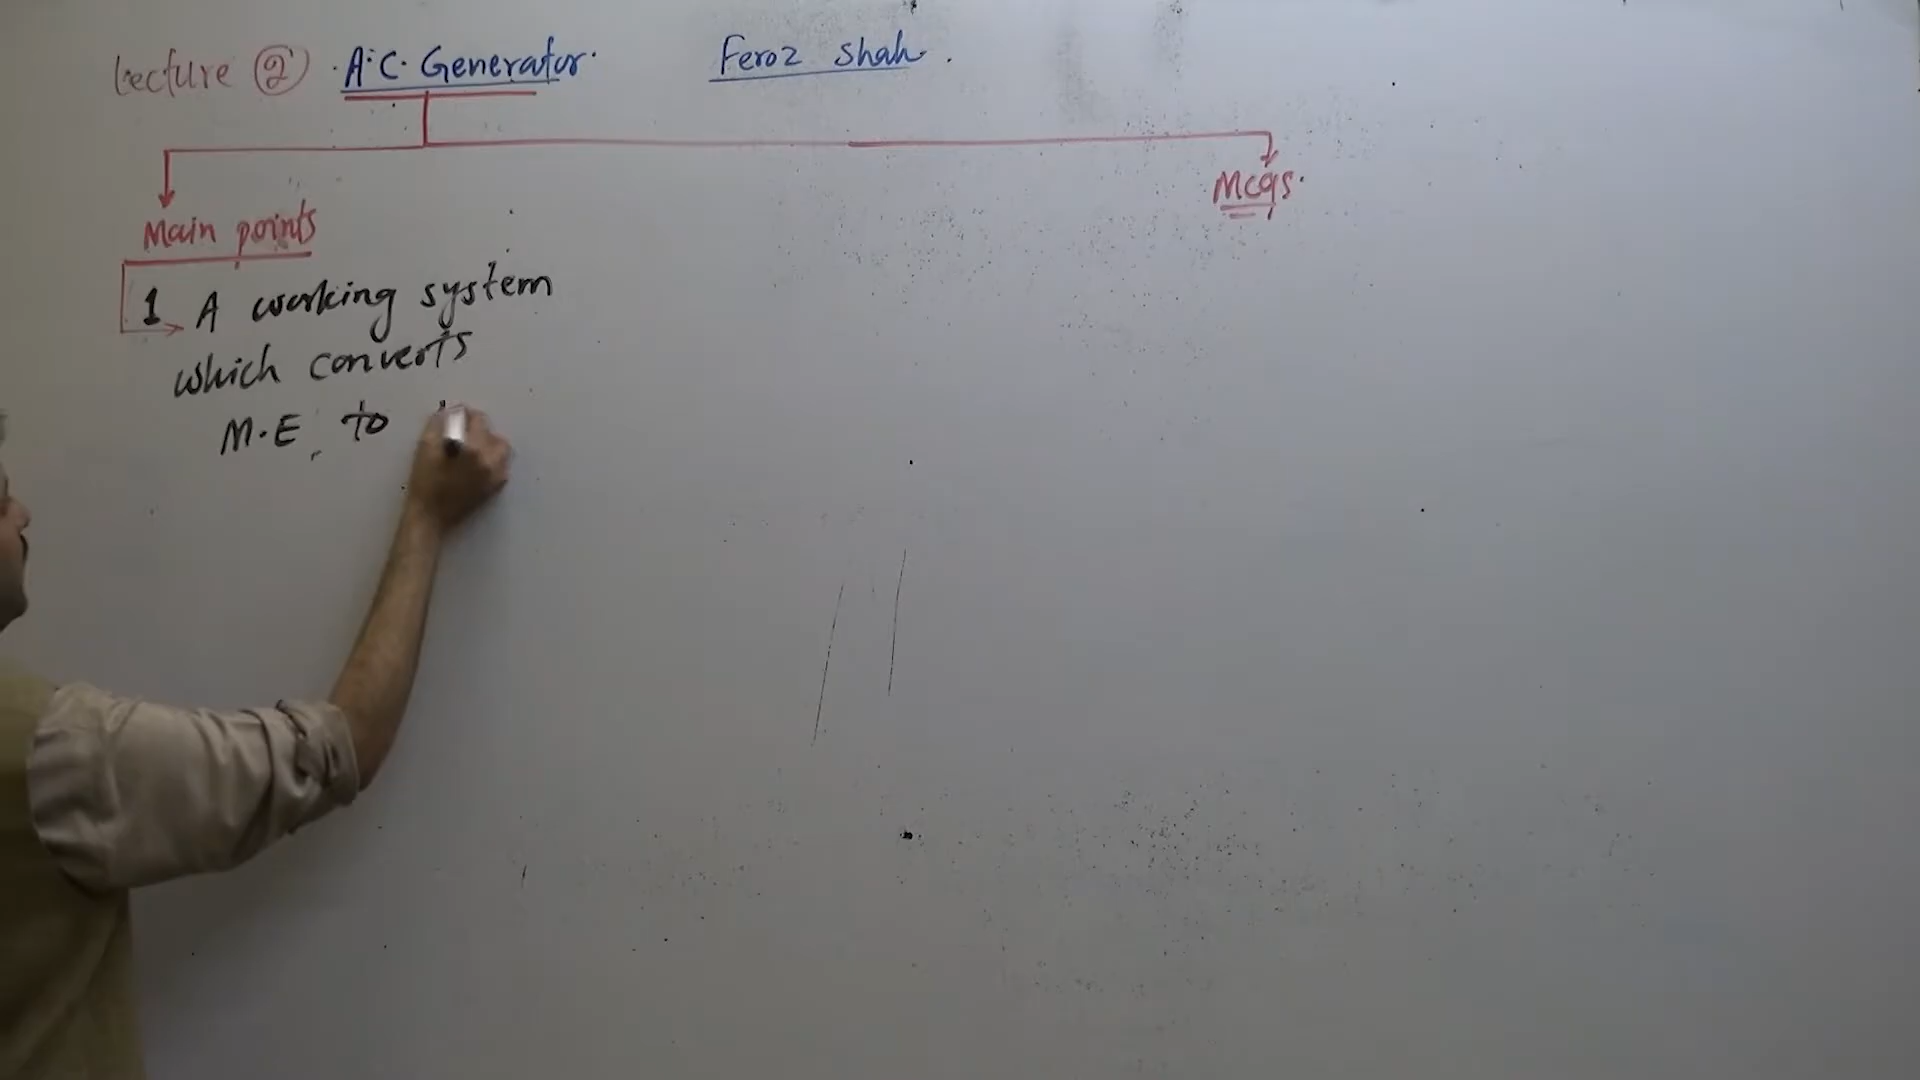 Lecture 2 A.C. Generator. Feroz Shah.
Mcqs.
Main points
1 A working system
which converts
M.E. to